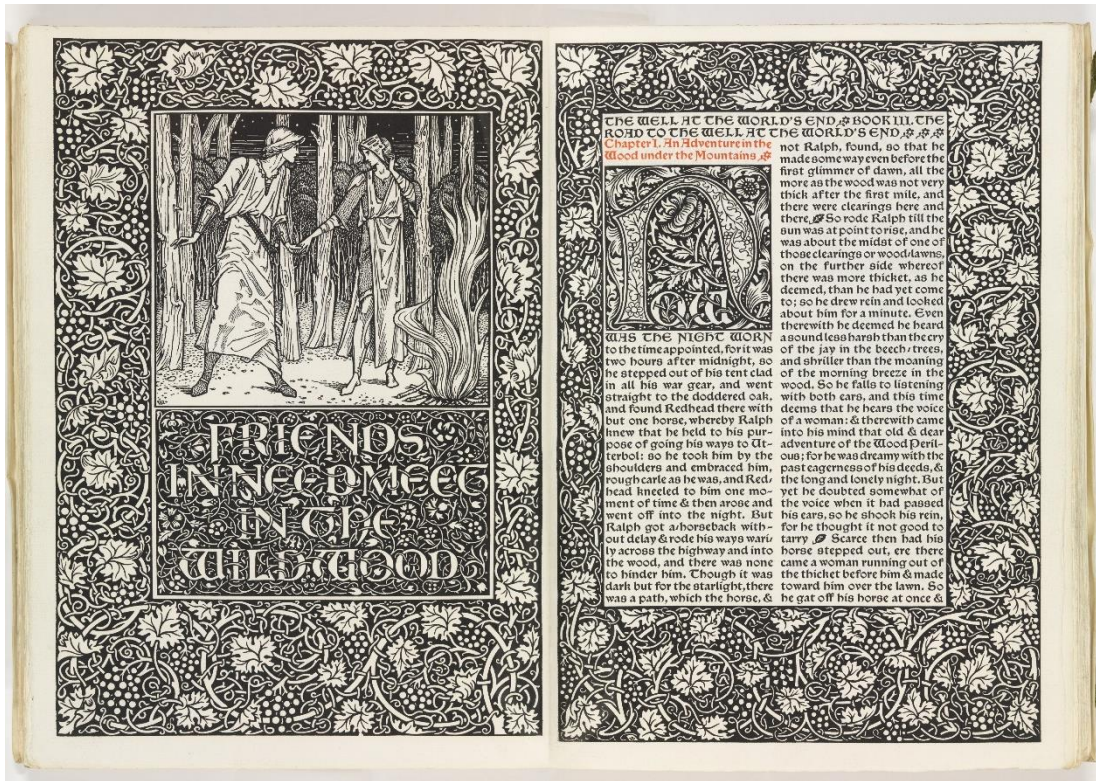 FRIENDS
IN NEED MEET
IN THE
WILD WOOD
THE WELL AT THE WORLD'S END BOOK III. THE
ROAD TO THE WELL AT THE WORLD'S END
Chapter I. An Adventure in the
Wood under the Mountains
NOW
WAS THE NIGHT WORN
to the time appointed, for it was
two hours after midnight, so
he stepped out of his tent clad
in all his war gear, and went
straight to the doddered oak,
and found Redhead there with
but one horse, whereby Ralph
knew that he held to his pur-
pose of going his ways to Ut-
terbol: so he took him by the
shoulders and embraced him,
rough carle as he was, and Red-
head kneeled to him one mo-
ment of time & then arose and
went off into the night. But
Ralph got a-horseback with-
out delay & rode his ways wari-
ly across the highway and into
the wood, and there was none
to hinder him. Though it was
dark but for the starlight, there
was a path, which the horse, &
not Ralph, found, so that he
made some way even before the
first glimmer of dawn, all the
more as the wood was not very
thick after the first mile, and
there were clearings here and
there. So rode Ralph till the
sun was at point to rise, and he
was about the midst of one of
those clearings or wood-lawns,
on the further side whereof
there was more thicket, as he
deemed, than he had yet come
to; so he drew rein and looked
about him for a minute. Even
therewith he deemed he heard
a sound less harsh than the cry
of the jay in the beech-trees,
and shriller than the moaning
of the morning breeze in the
wood. So he falls to listening
with both ears, and this time
deems that he hears the voice
of a woman: & therewith came
into his mind that old & dear
adventure of the Wood Peril-
ous; for he was dreamy with the
past eagerness of his deeds, &
the long and lonely night. But
yet he doubted somewhat of
the voice when it had passed
his ears, so he shook his rein,
for he thought it not good to
tarry Scarce then had his
horse stepped out, ere there
came a woman running out of
the thicket before him & made
toward him over the lawn. So
he gat off his horse at once &